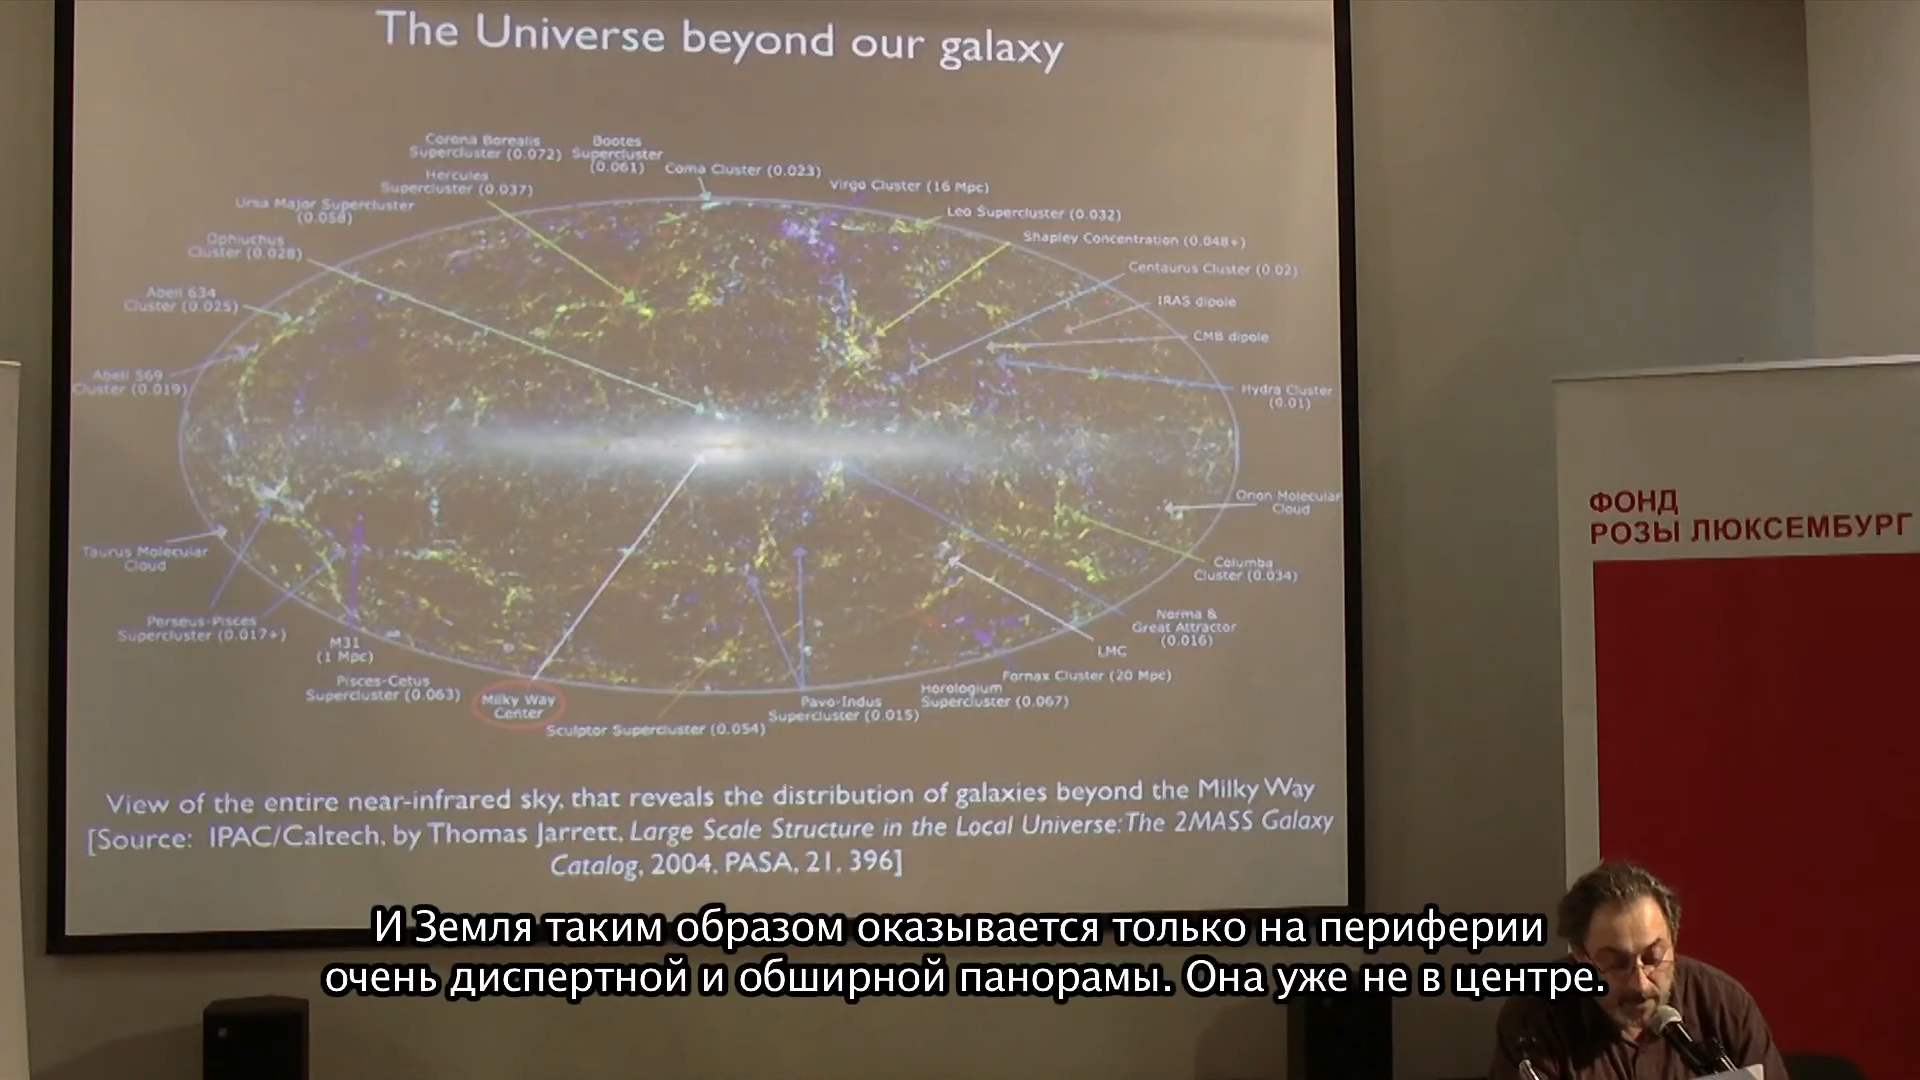 The Universe beyond our galaxy
Corona Borealis
Supercluster (0.072)
Bootes
Supercluster
(0.061)
Coma Cluster (0.023)
Hercules
Supercluster (0.037)
Virgo Cluster (16 Mpc)
Ursa Major Supercluster
(0.058)
Leo Supercluster (0.032)
Ophiuchus
Cluster (0.028)
Shapley Concentration (0.048+)
Centaurus Cluster (0.02)
Abell 634
Cluster (0.025)
IRAS dipole
CMB dipole
Abell 569
Cluster (0.019)
Hydra Cluster
(0.01)
Orion Molecular
Cloud
Taurus Molecular
Cloud
Columba
Cluster (0.034)
Perseus-Pisces
Supercluster (0.017+)
Norma &
Great Attractor
(0.016)
M31
(1 Mpc)
LMC
Pisces-Cetus
Supercluster (0.063)
Fornax Cluster (20 Mpc)
Milky Way
Center
Horologium
Supercluster (0.067)
Pavo-Indus
Supercluster (0.015)
Sculptor Supercluster (0.054)
View of the entire near-infrared sky, that reveals the distribution of galaxies beyond the Milky Way
[Source: IPAC/Caltech, by Thomas Jarrett, Large Scale Structure in the Local Universe: The 2MASS Galaxy
Catalog, 2004, PASA, 21, 396]
ФОНД
РОЗЫ ЛЮКСЕМБУРГ
И Земля таким образом оказывается только на периферии
очень диспертной и обширной панорамы. Она уже не в центре.